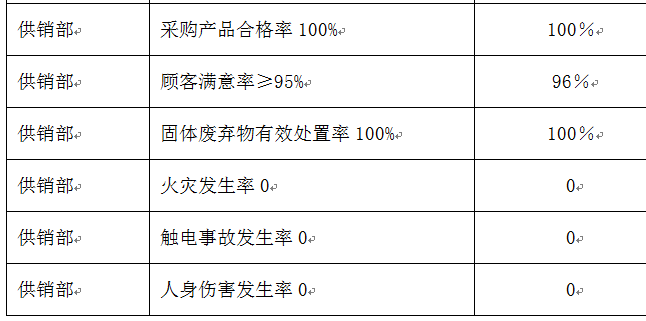 供销部 采购产品合格率 100% 100％
供销部 顾客满意率≥95% 96％
供销部 固体废弃物有效处置率 100% 100％
供销部 火灾发生率 0 0
供销部 触电事故发生率 0 0
供销部 人身伤害发生率 0 0